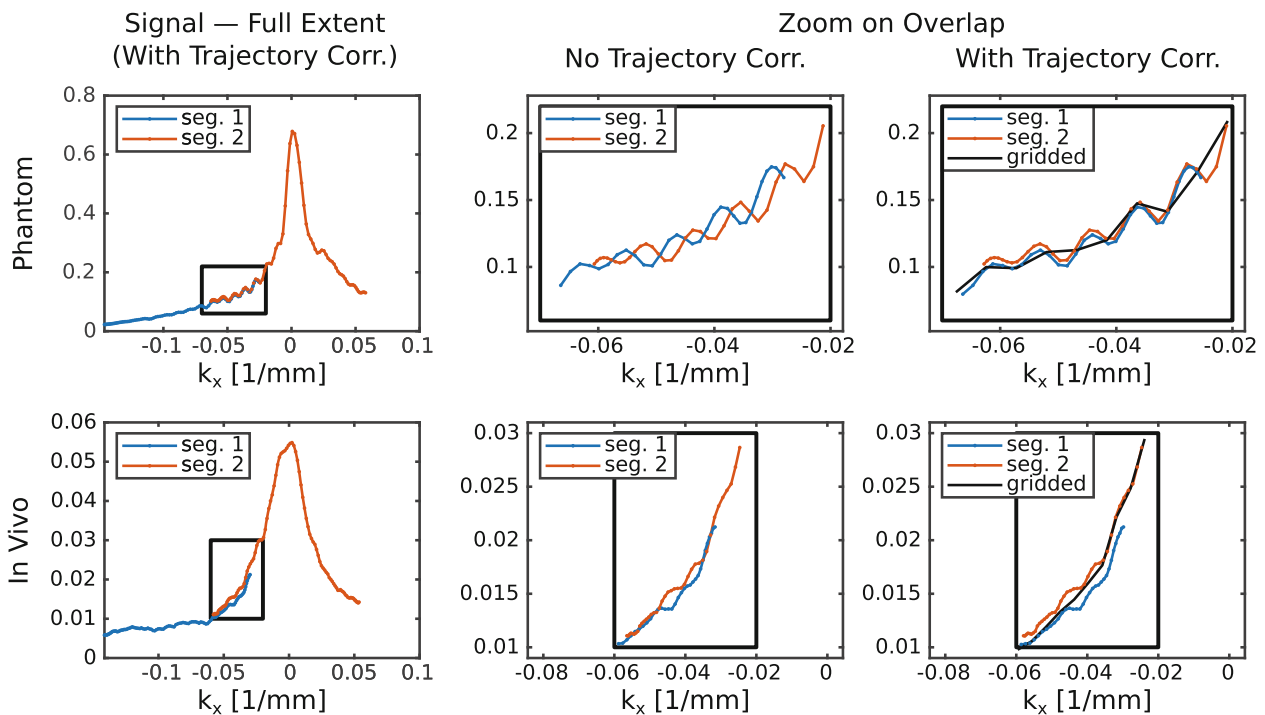 Signal — Full Extent
(With Trajectory Corr.)
Zoom on Overlap
No Trajectory Corr.
With Trajectory Corr.
Phantom
0.8
0.6
0.4
0.2
0
seg. 1
seg. 2
-0.1 -0.05 0 0.05 0.1
kx [1/mm]
0.2
0.15
0.1
seg. 1
seg. 2
-0.06 -0.04 -0.02
kx [1/mm]
0.2
0.15
0.1
seg. 1
seg. 2
gridded
-0.06 -0.04 -0.02
kx [1/mm]
In Vivo
0.06
0.05
0.04
0.03
0.02
0.01
0
seg. 1
seg. 2
-0.1 -0.05 0 0.05 0.1
kx [1/mm]
0.03
0.025
0.02
0.015
0.01
seg. 1
seg. 2
-0.08 -0.06 -0.04 -0.02 0
kx [1/mm]
0.03
0.025
0.02
0.015
0.01
seg. 1
seg. 2
gridded
-0.08 -0.06 -0.04 -0.02 0
kx [1/mm]